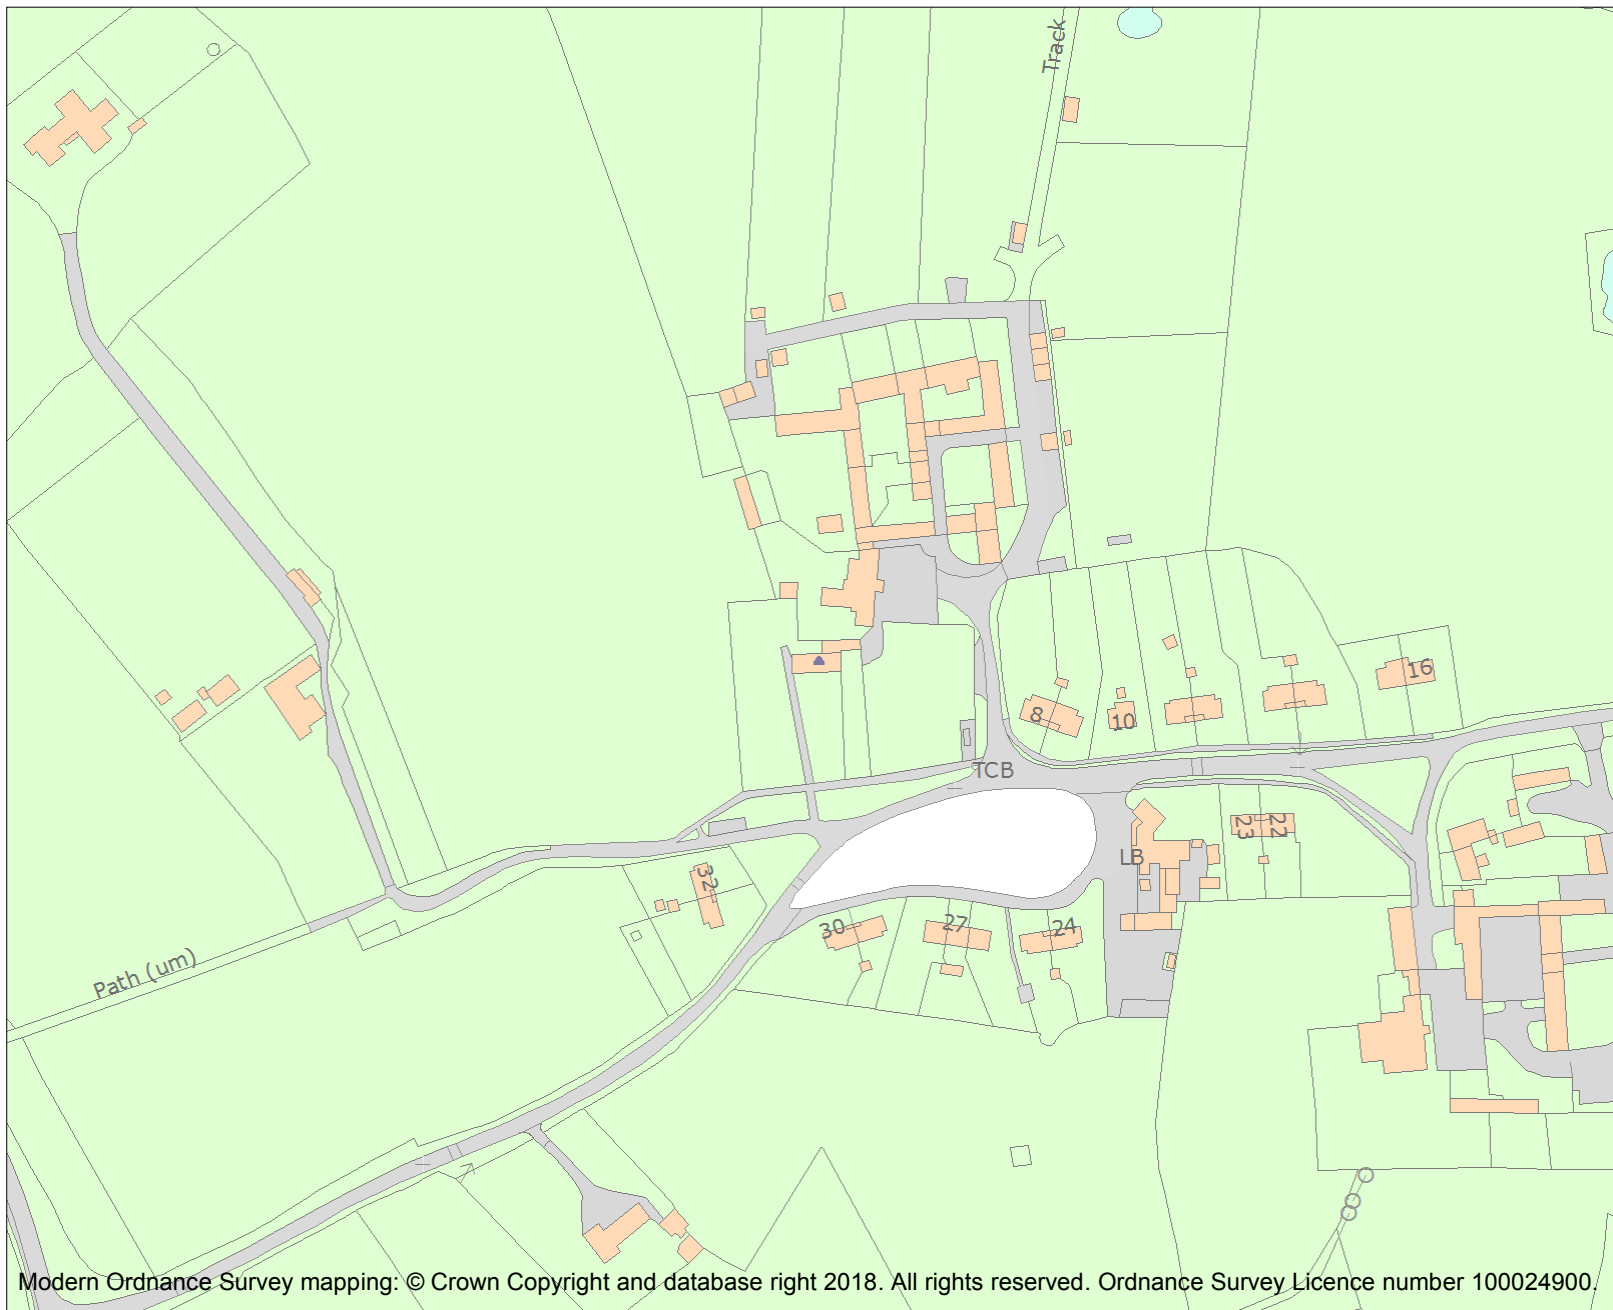 Track
16
8
10
TCB
23
22
LB
32
30
27
24
Path (um)
Modern Ordnance Survey mapping: © Crown Copyright and database right 2018. All rights reserved. Ordnance Survey Licence number 100024900.